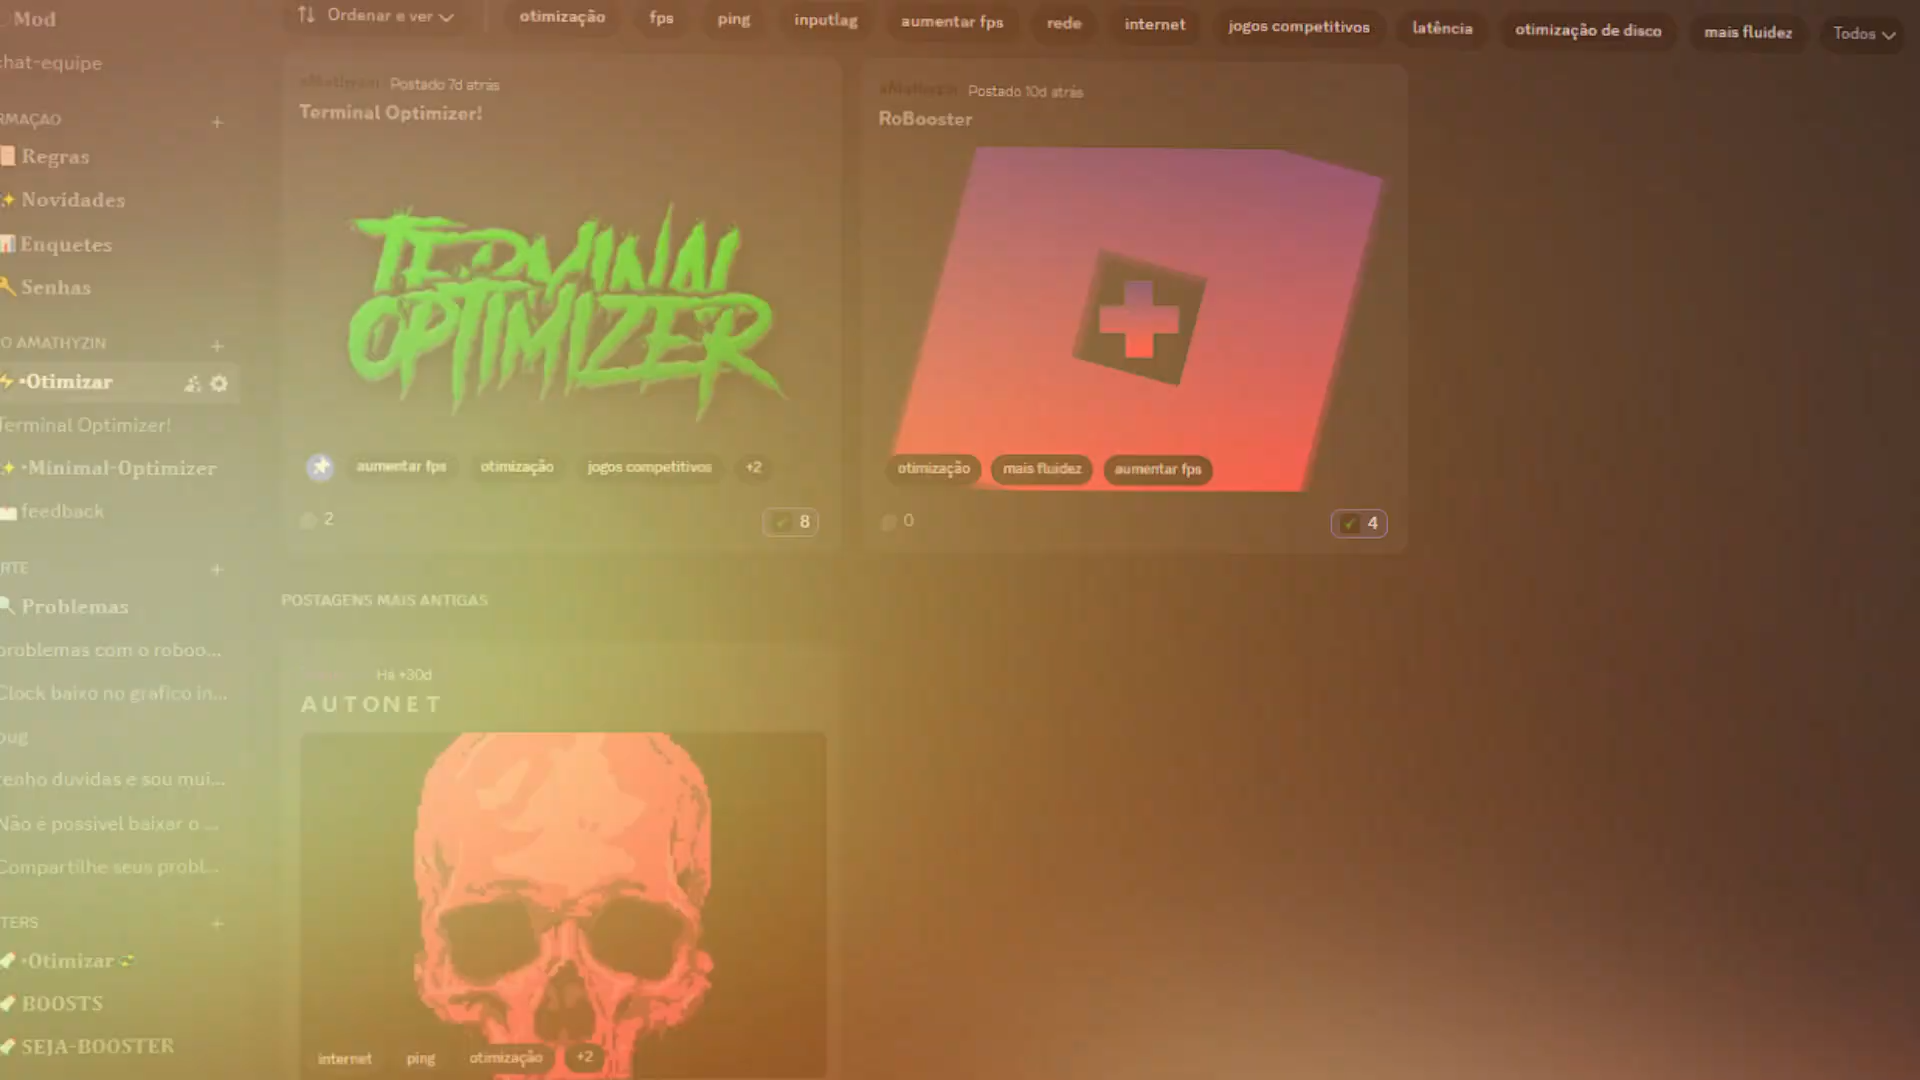 Mod
Ordenar e ver
otimização
fps
ping
inputlag
aumentar fps
rede
internet
jogos competitivos
latência
otimização de disco
mais fluidez
Todos
chat-equipe
RMAÇÃO
Regras
Novidades
Enquetes
Senhas
O AMATHYZIN
•Otimizar
Terminal Optimizer!
•Minimal-Optimizer
feedback
RTE
Problemas
problemas com o roboo...
Clock baixo no grafico in...
bug
tenho duvidas e sou mui...
Não é possivel baixar o ...
Compartilhe seus probl...
TERS
•Otimizar
BOOSTS
SEJA-BOOSTER
Postado 7d atrás
Terminal Optimizer!
TERMINAL
OPTIMIZER
aumentar fps
otimização
jogos competitivos
+2
2
8
Postado 10d atrás
RoBooster
otimização
mais fluidez
aumentar fps
0
4
POSTAGENS MAIS ANTIGAS
Há +30d
AUTONET
internet
ping
otimização
+2